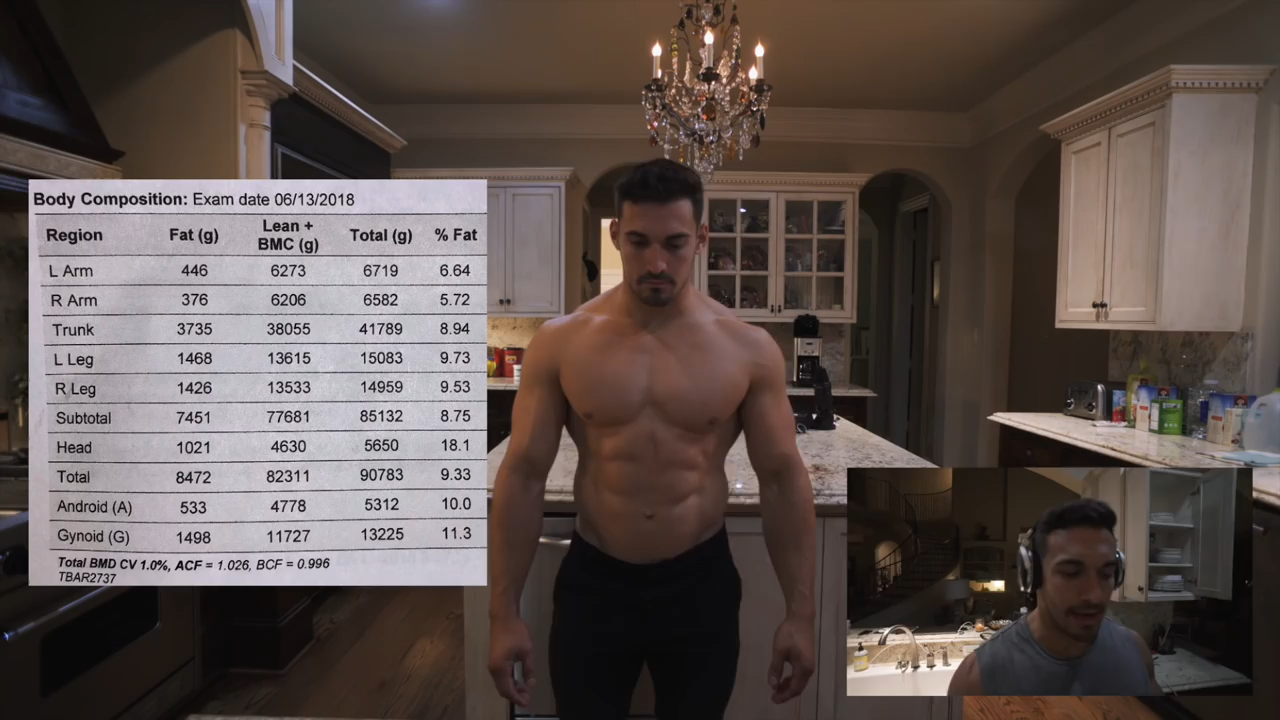 Body Composition: Exam date 06/13/2018
Region Fat (g) Lean + BMC (g) Total (g) % Fat
L Arm 446 6273 6719 6.64
R Arm 376 6206 6582 5.72
Trunk 3735 38055 41789 8.94
L Leg 1468 13615 15083 9.73
R Leg 1426 13533 14959 9.53
Subtotal 7451 77681 85132 8.75
Head 1021 4630 5650 18.1
Total 8472 82311 90783 9.33
Android (A) 533 4778 5312 10.0
Gynoid (G) 1498 11727 13225 11.3
Total BMD CV 1.0%, ACF = 1.026, BCF = 0.996
TBAR2737